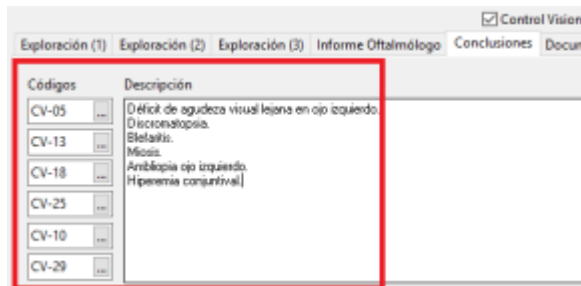 Control Vision
Exploración (1) Exploración (2) Exploración (3) Informe Oftalmólogo Conclusiones Docum
Códigos Descripción
CV-05 ...
CV-13 ...
CV-18 ...
CV-25 ...
CV-10 ...
CV-29 ...
Déficit de agudeza visual lejana en ojo izquierdo.
Discromatopsia.
Blefaritis.
Miosis.
Ambliopia ojo izquierdo.
Hiperemia conjuntival.